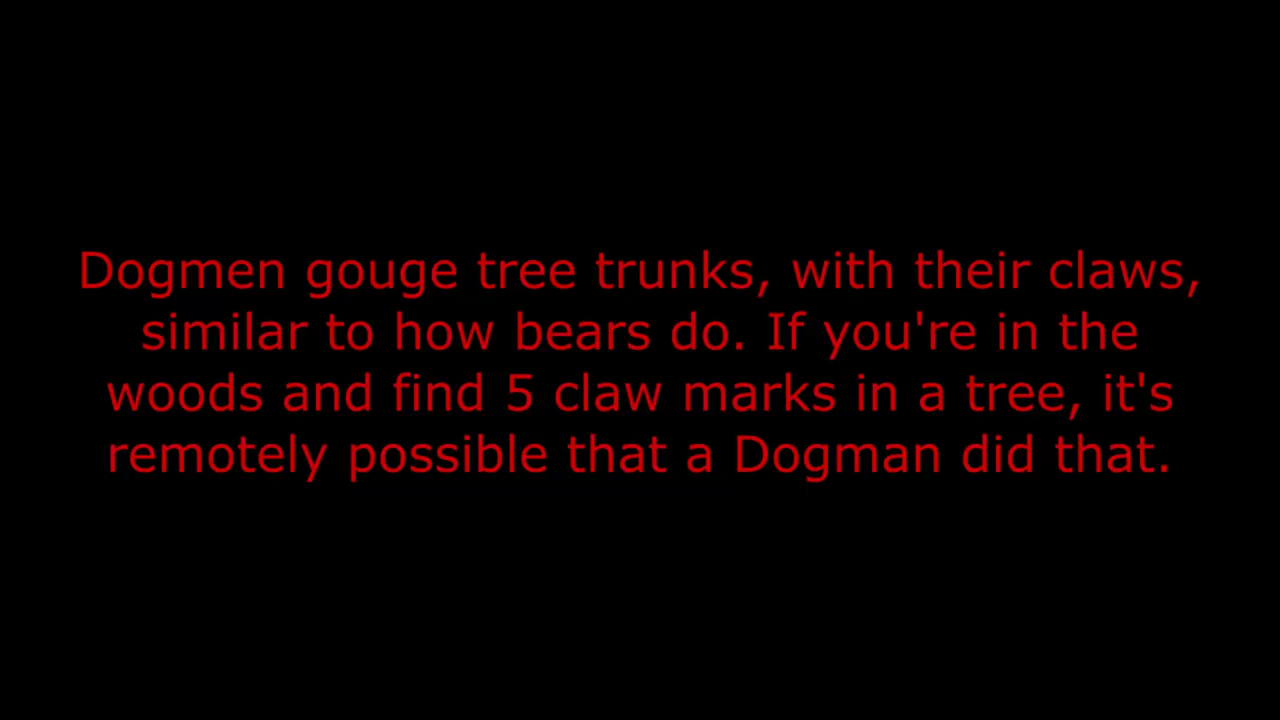 Dogmen gouge tree trunks, with their claws,
similar to how bears do. If you're in the
woods and find 5 claw marks in a tree, it's
remotely possible that a Dogman did that.